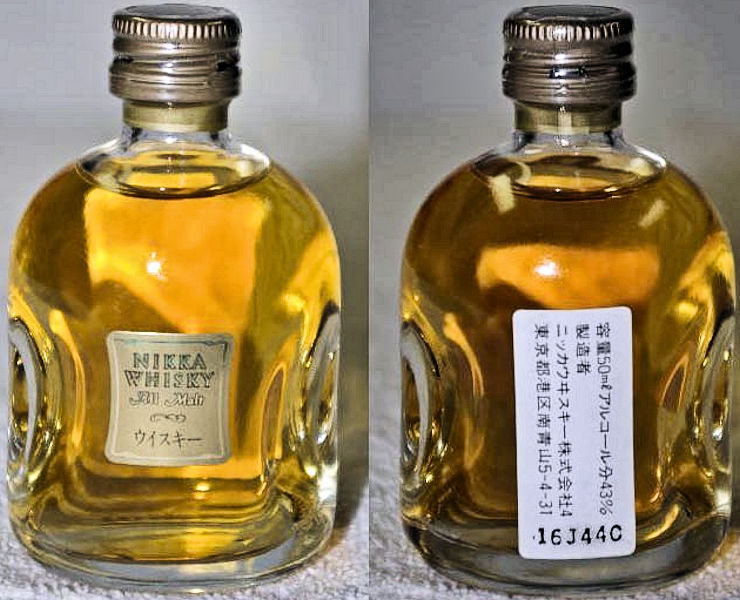 NIKKA
WHISKY
All Malt
ウイスキー
容量50mℓアルコール分43%
製造者
ニッカウヰスキー株式会社4
東京都港区南青山5-4-31
16J44C